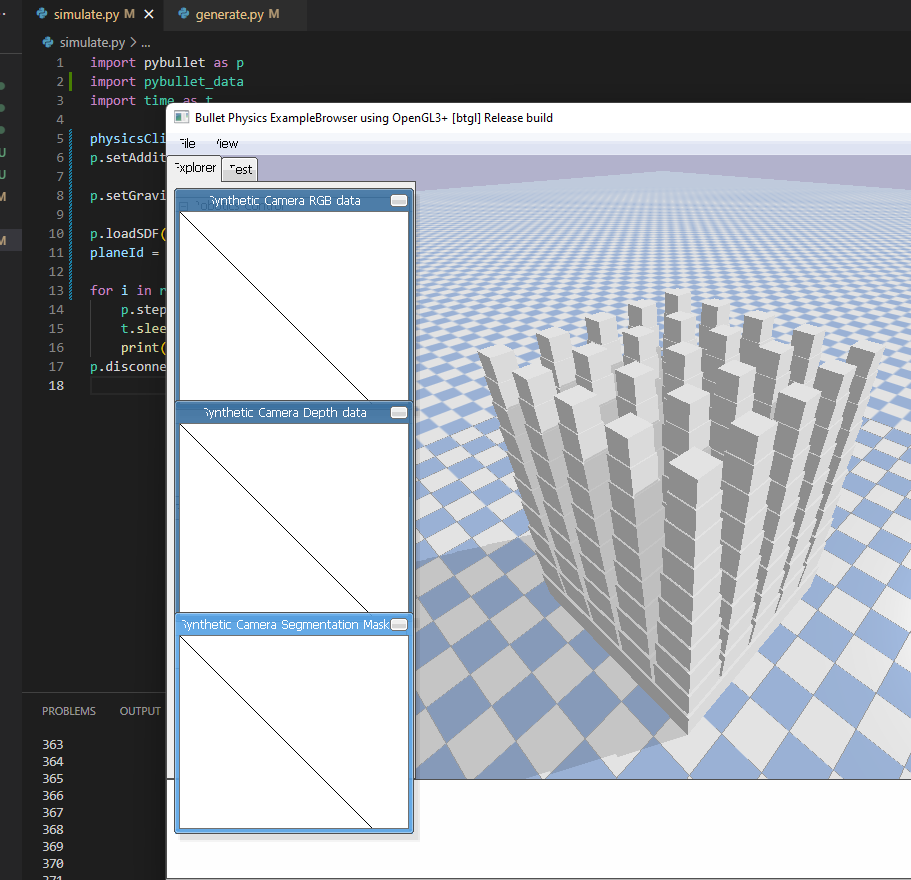 simulate.py M generate.py M
simulate.py > ...
1 import pybullet as p
2 import pybullet_data
3 import time as t
4
5 physicsCli
6 p.setAddit
7
8 p.setGravi
9
10 p.loadSDF(
11 planeId =
12
13 for i in r
14 p.step
15 t.slee
16 print(
17 p.disconne
18
U
U
M
M
Bullet Physics ExampleBrowser using OpenGL3+ [btgl] Release build
File View
Explorer Test
Synthetic Camera RGB data
Synthetic Camera Depth data
Synthetic Camera Segmentation Mask
PROBLEMS OUTPUT
363
364
365
366
367
368
369
370
371